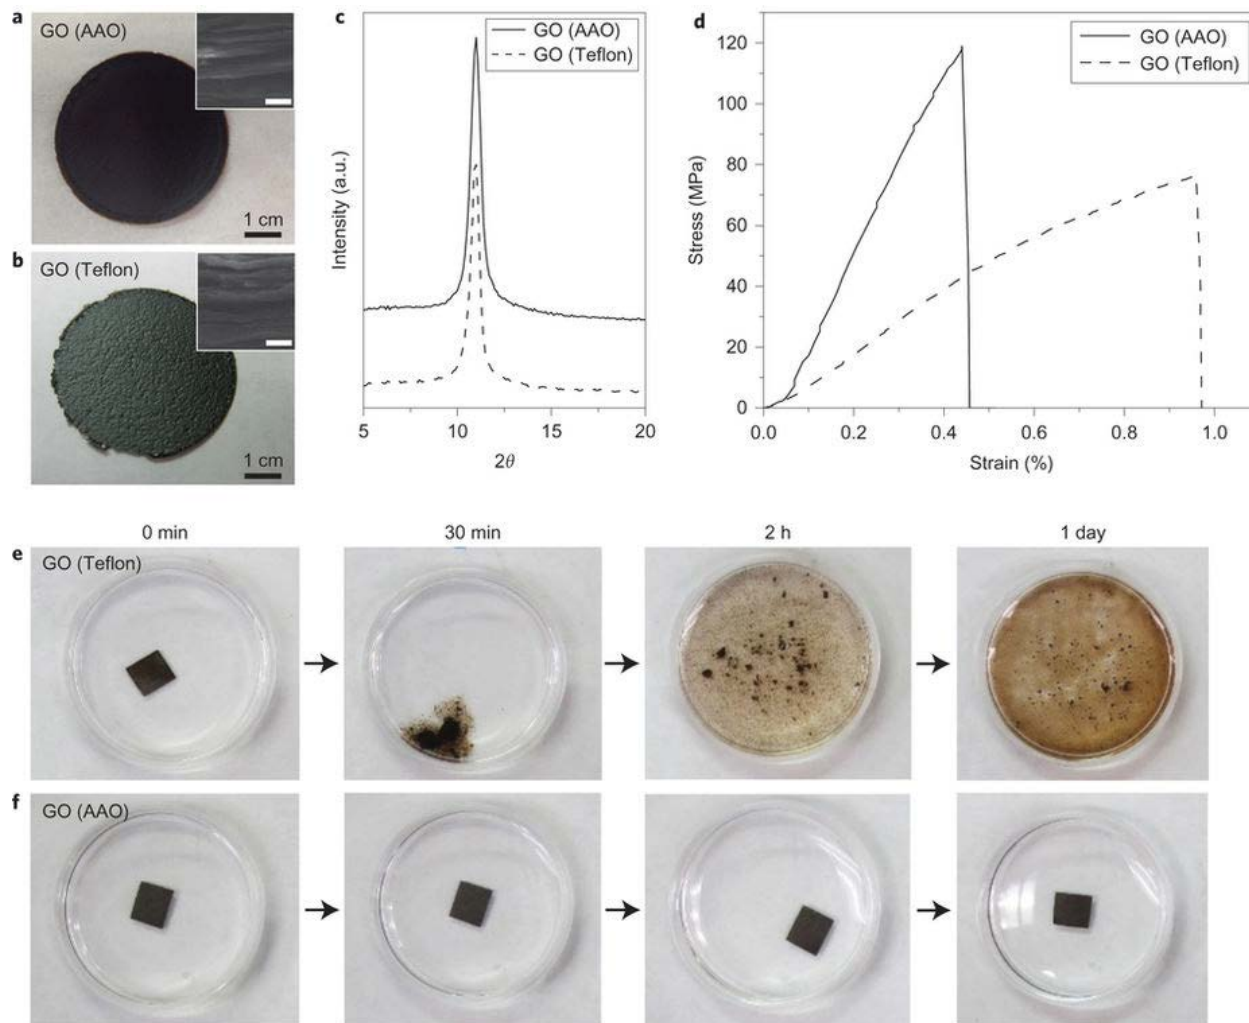 a
GO (AAO)
1 cm
b
GO (Teflon)
1 cm
c
GO (AAO)
GO (Teflon)
Intensity (a.u.)
5
10
15
20
2θ
d
GO (AAO)
GO (Teflon)
Stress (MPa)
120
100
80
60
40
20
0
0.0
0.2
0.4
0.6
0.8
1.0
Strain (%)
0 min
30 min
2 h
1 day
e
GO (Teflon)
f
GO (AAO)